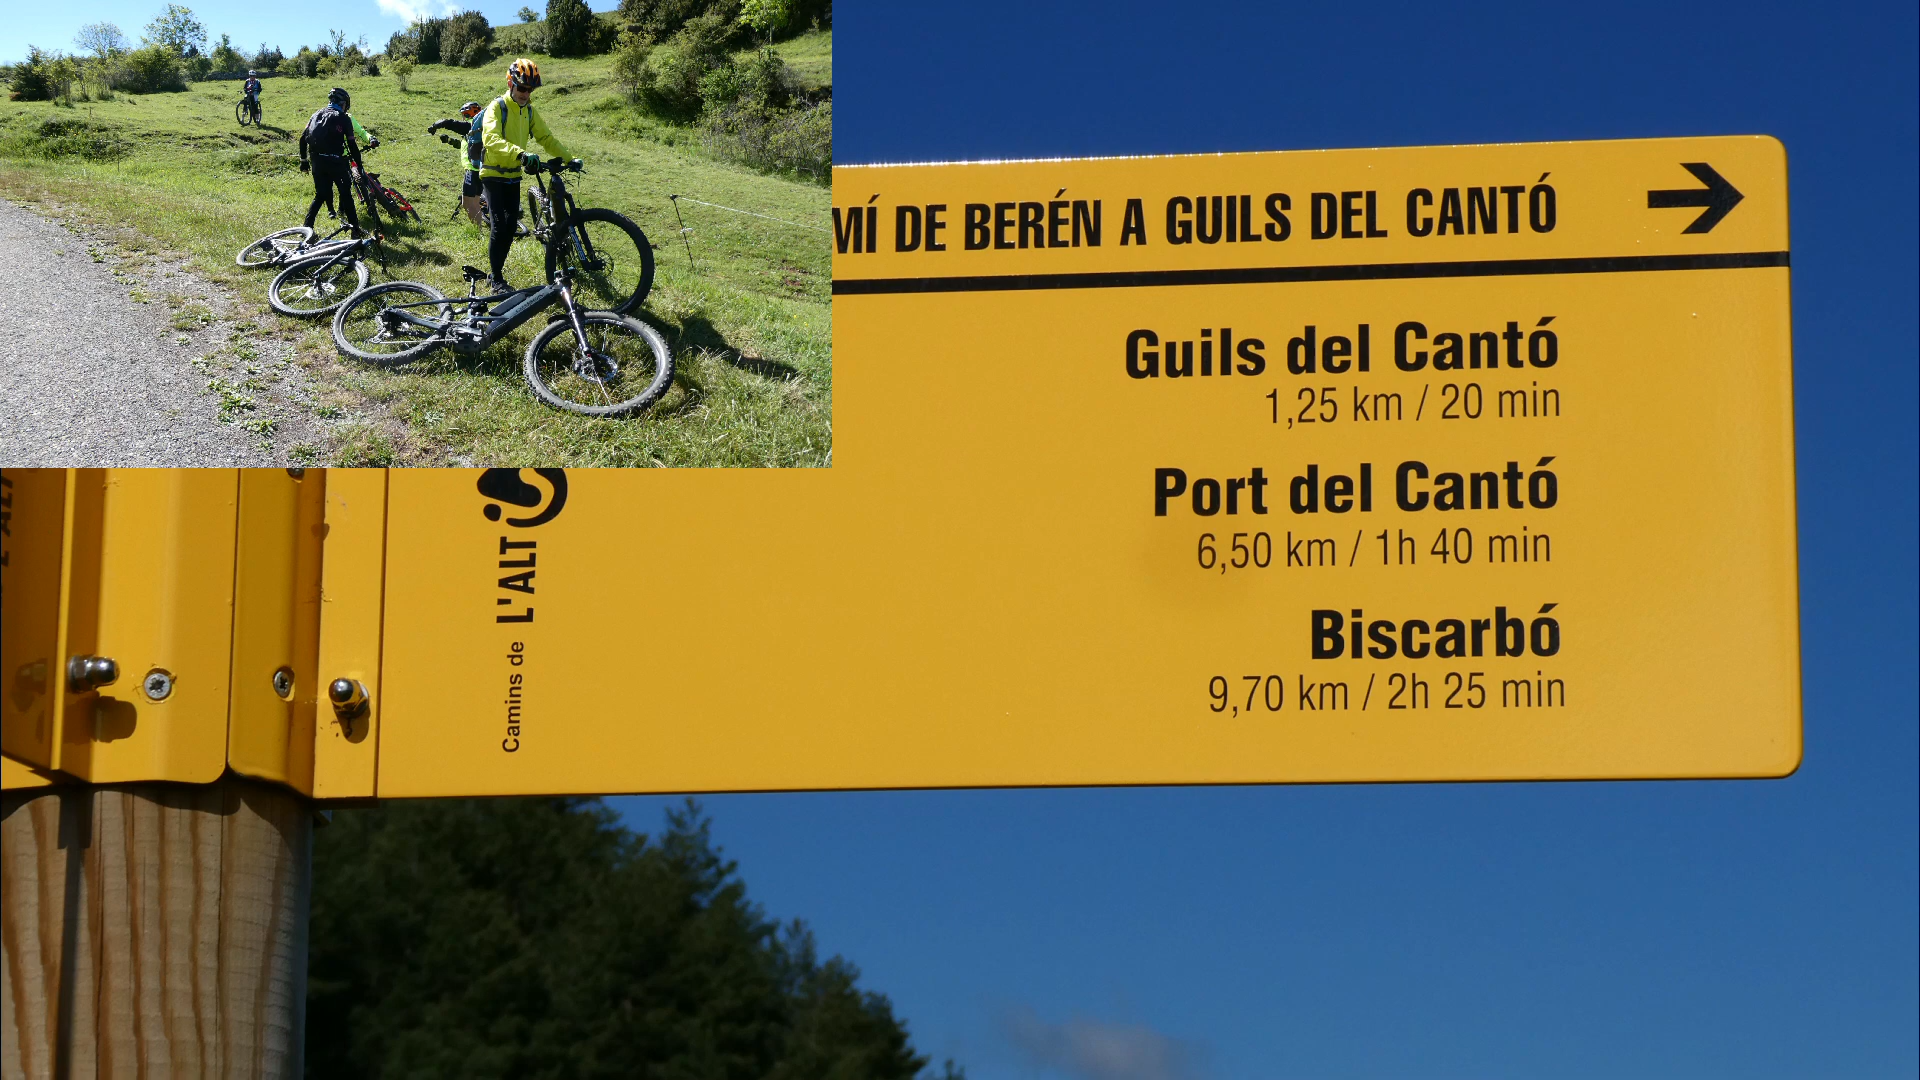 MÍ DE BERÉN A GUILS DEL CANTÓ
Guils del Cantó
1,25 km / 20 min
Port del Cantó
6,50 km / 1h 40 min
Biscarbó
9,70 km / 2h 25 min
Camins de L'ALT